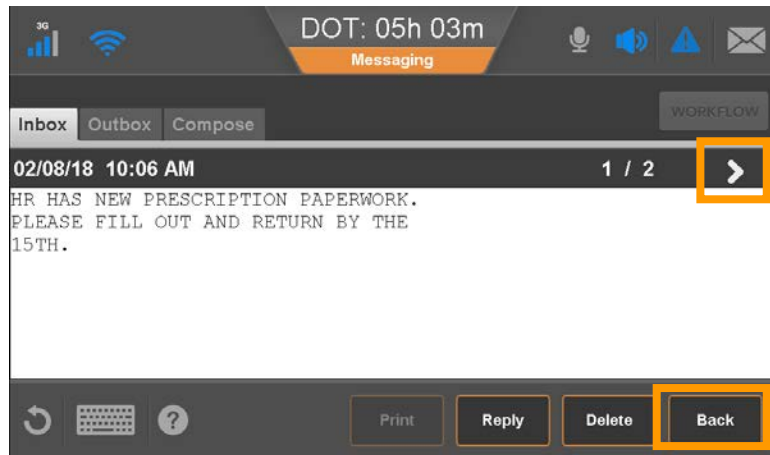 3G
DOT: 05h 03m
Messaging
WORKFLOW
Inbox Outbox Compose
02/08/18 10:06 AM 1 / 2 >
HR HAS NEW PRESCRIPTION PAPERWORK.
PLEASE FILL OUT AND RETURN BY THE
15TH.
? Print Reply Delete Back